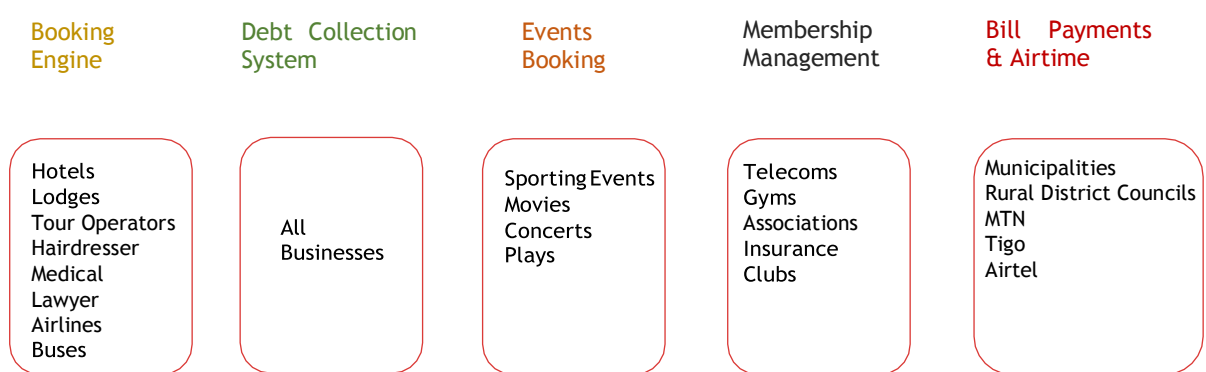 Booking
Engine
Debt Collection
System
Events
Booking
Membership
Management
Bill Payments
& Airtime
Hotels
Lodges
Tour Operators
Hairdresser
Medical
Lawyer
Airlines
Buses
All
Businesses
Sporting Events
Movies
Concerts
Plays
Telecoms
Gyms
Associations
Insurance
Clubs
Municipalities
Rural District Councils
MTN
Tigo
Airtel